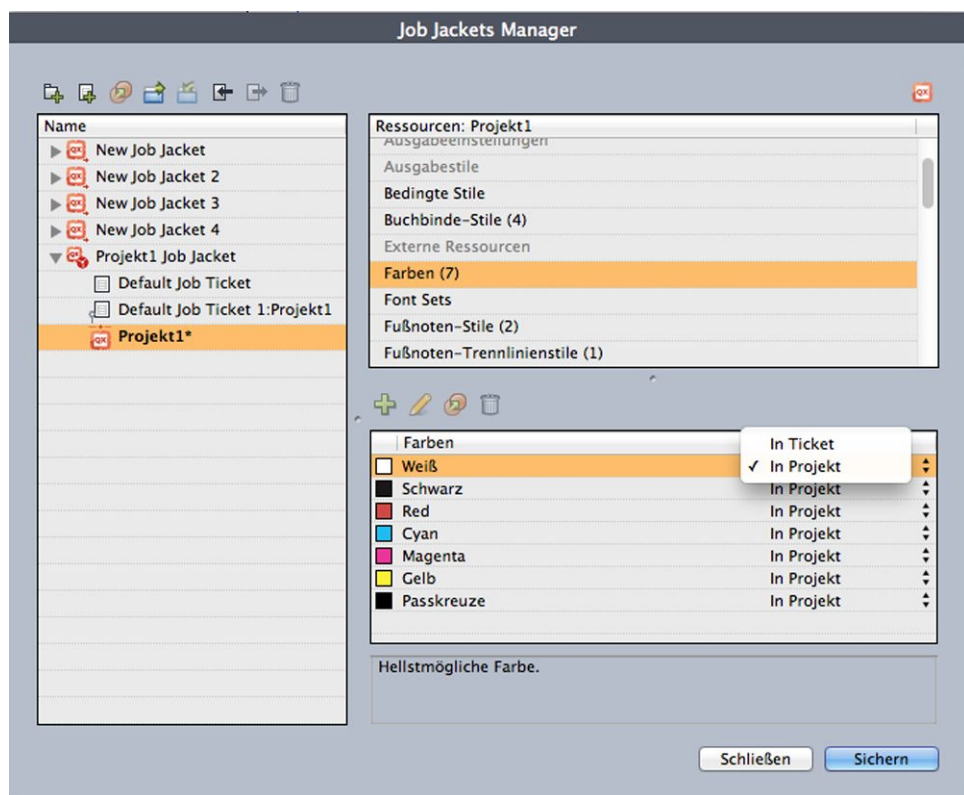 Job Jackets Manager
Name
New Job Jacket
New Job Jacket 2
New Job Jacket 3
New Job Jacket 4
Projekt1 Job Jacket
Default Job Ticket
Default Job Ticket 1:Projekt1
Projekt1*
Ressourcen: Projekt1
Ausgabeeinstellungen
Ausgabestile
Bedingte Stile
Buchbinde-Stile (4)
Externe Ressourcen
Farben (7)
Font Sets
Fußnoten-Stile (2)
Fußnoten-Trennlinienstile (1)
Farben
In Ticket
Weiß ✓ In Projekt
Schwarz In Projekt
Red In Projekt
Cyan In Projekt
Magenta In Projekt
Gelb In Projekt
Passkreuze In Projekt
Hellstmögliche Farbe.
Schließen Sichern